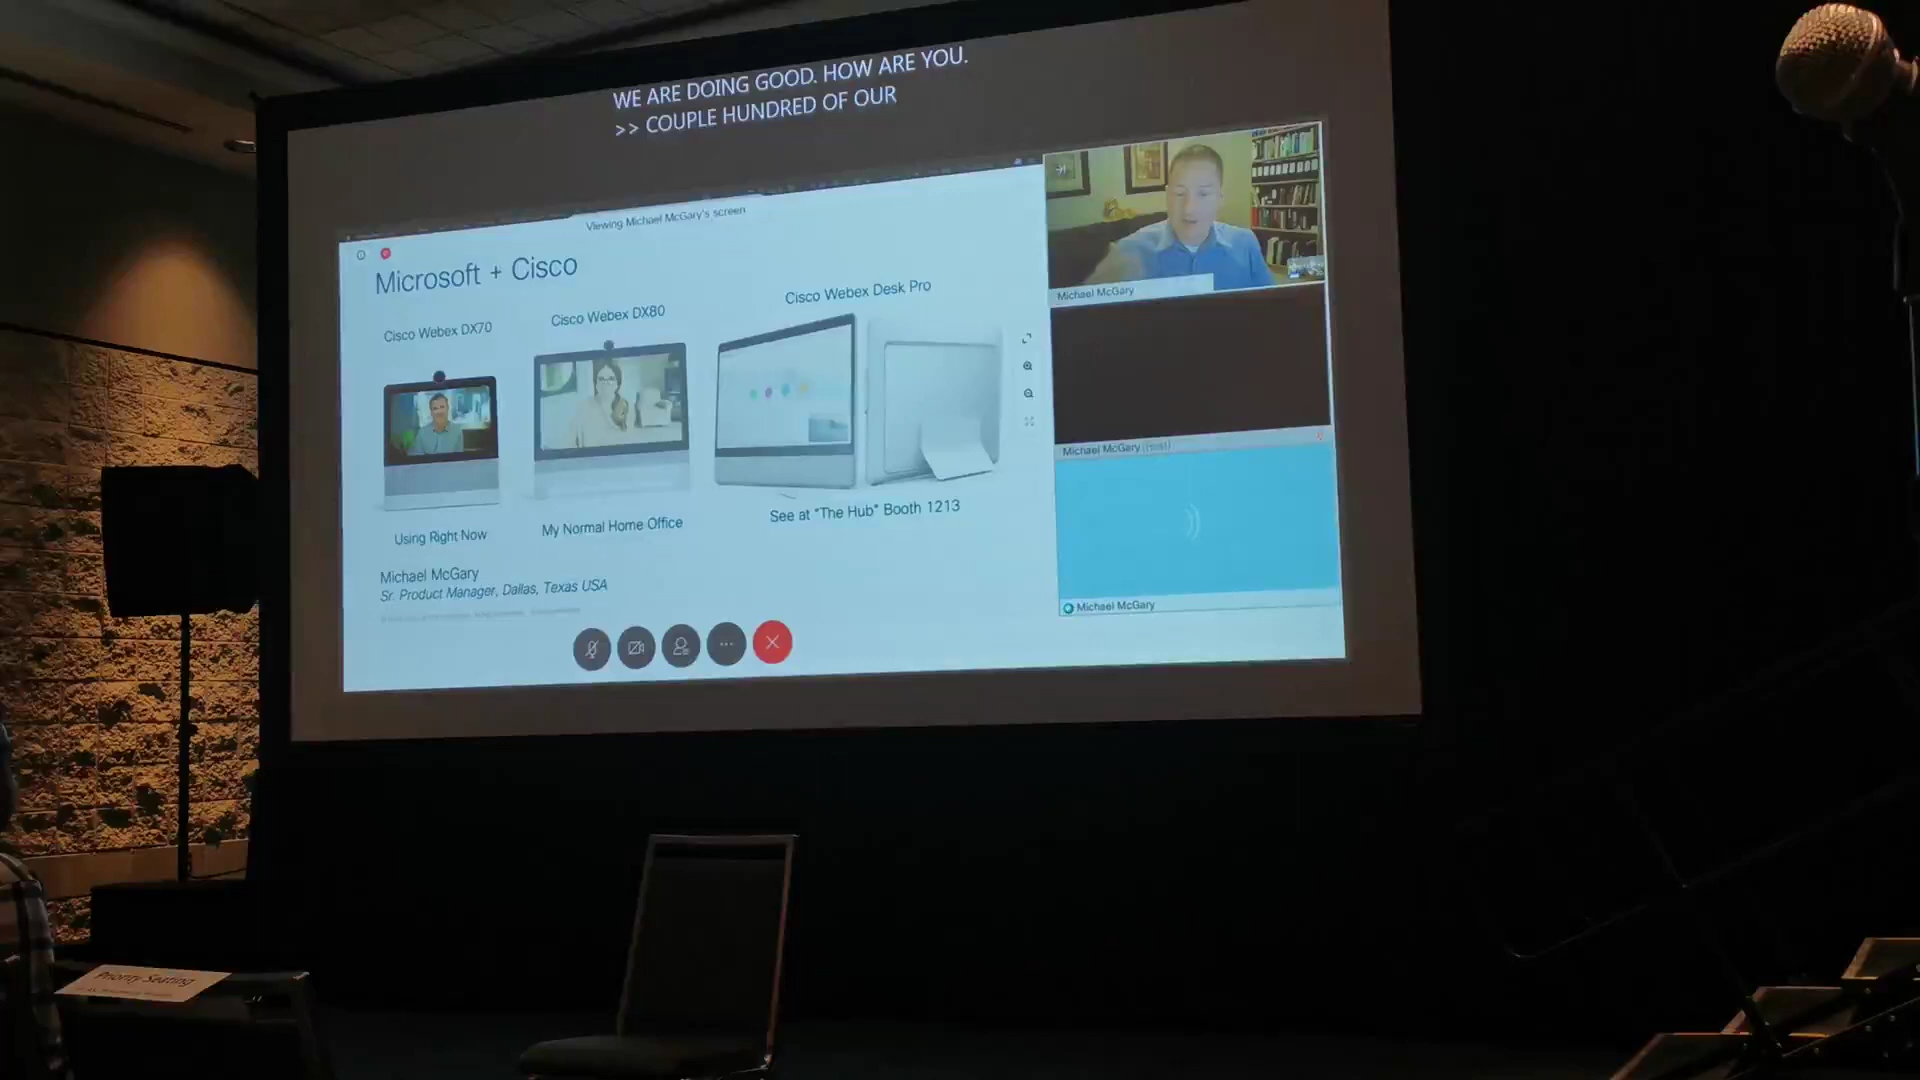 WE ARE DOING GOOD. HOW ARE YOU.
>> COUPLE HUNDRED OF OUR
Viewing Michael McGary's screen
Microsoft + Cisco
Cisco Webex DX70
Cisco Webex DX80
Cisco Webex Desk Pro
Using Right Now
My Normal Home Office
See at "The Hub" Booth 1213
Michael McGary
Sr. Product Manager, Dallas, Texas USA
Michael McGary
Michael McGary (Host)
Michael McGary
Priority Seating